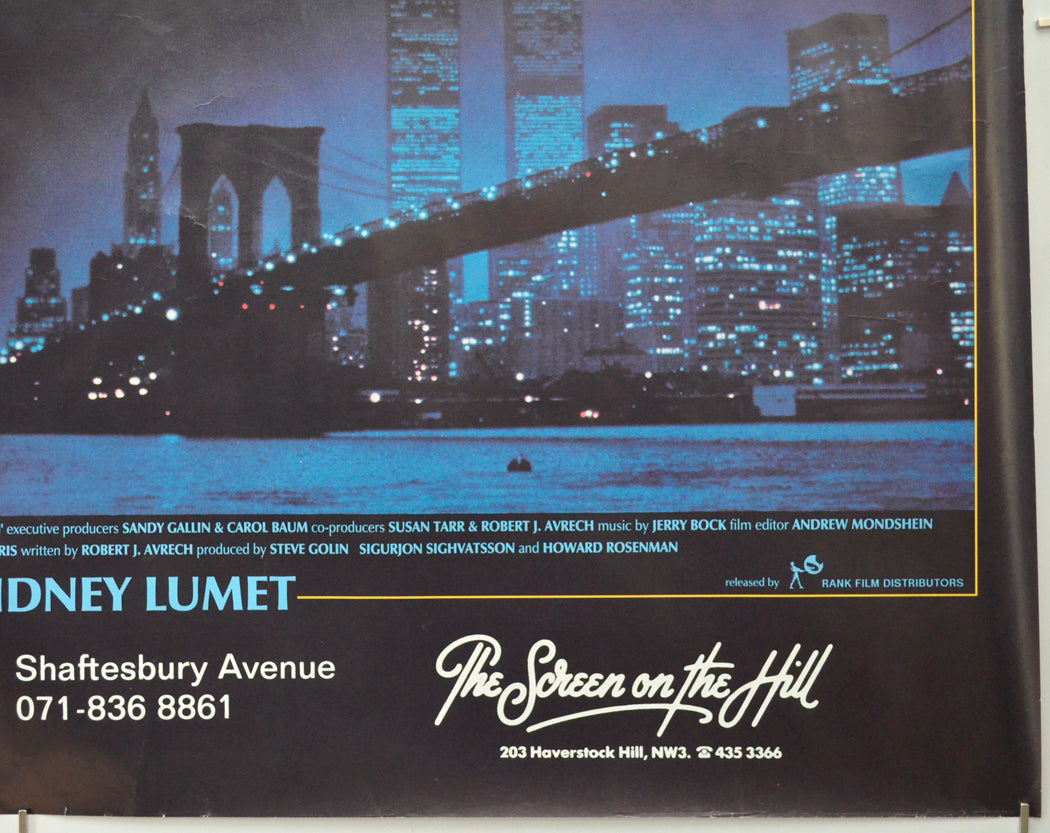 executive producers SANDY GALLIN & CAROL BAUM co-producers SUSAN TARR & ROBERT J. AVRECH music by JERRY BOCK film editor ANDREW MONDSHEIN
RIS written by ROBERT J. AVRECH produced by STEVE GOLIN SIGURJON SIGHVATSSON and HOWARD ROSENMAN
released by RANK FILM DISTRIBUTORS
IDNEY LUMET
Shaftesbury Avenue
071-836 8861
The Screen on the Hill
203 Haverstock Hill, NW3. ☎ 435 3366